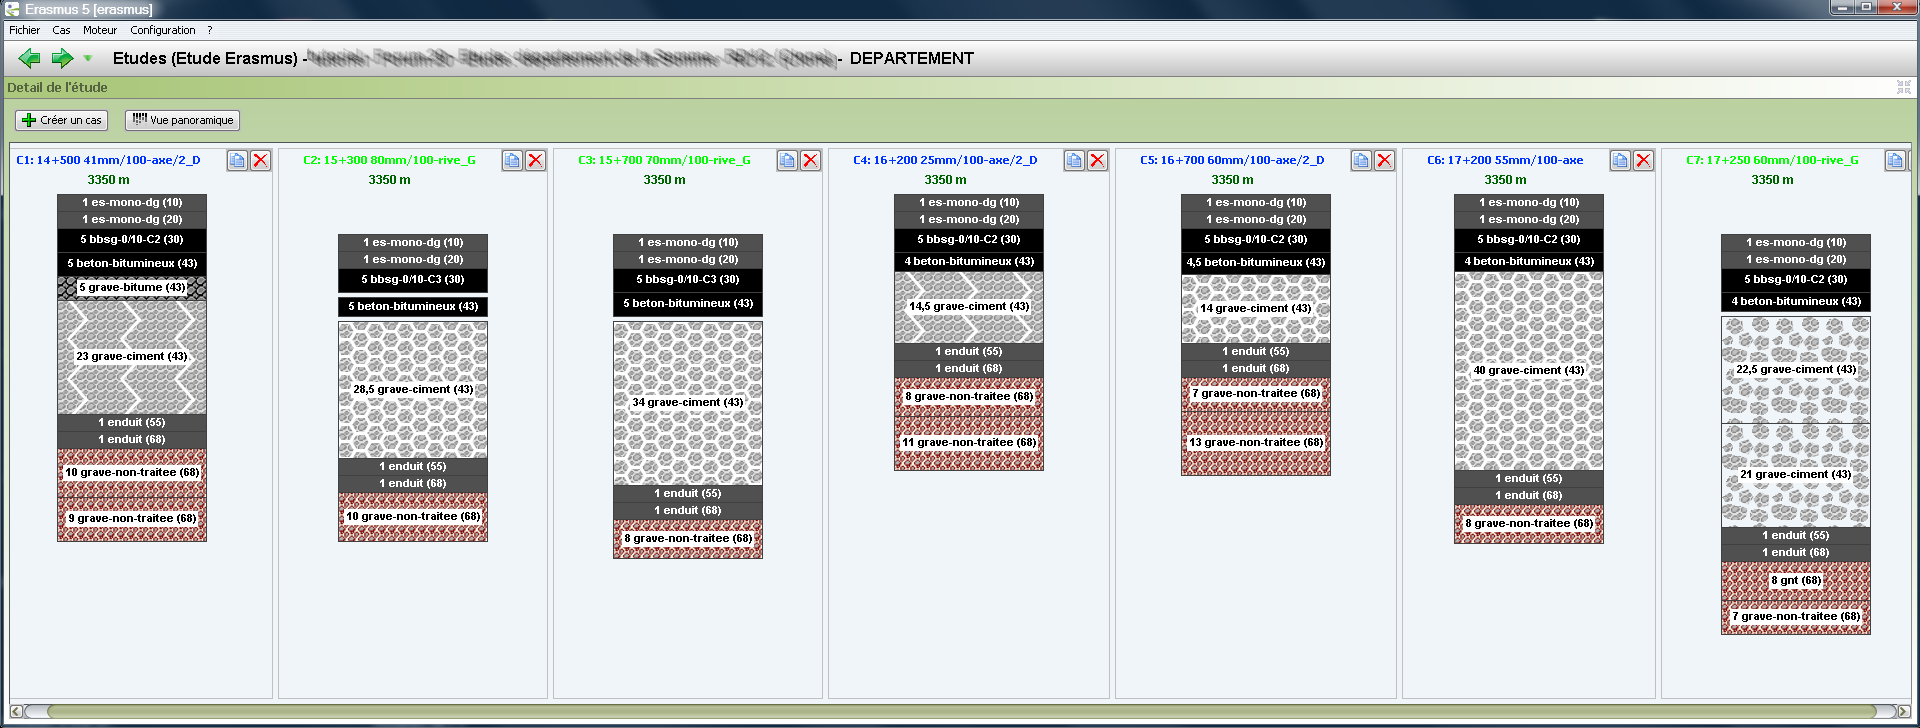 Erasmus 5 [erasmus]
Fichier Cas Moteur Configuration ?
Etudes (Etude Erasmus) - - DEPARTEMENT
Detail de l'étude
Créer un cas Vue panoramique
C1: 14+500 41mm/100-axe/2_D
3350 m
1 es-mono-dg (10)
1 es-mono-dg (20)
5 bbsg-0/10-C2 (30)
5 beton-bitumineux (43)
5 grave-bitume (43)
23 grave-ciment (43)
1 enduit (55)
1 enduit (68)
10 grave-non-traitee (68)
9 grave-non-traitee (68)
C2: 15+300 80mm/100-rive_G
3350 m
1 es-mono-dg (10)
1 es-mono-dg (20)
5 bbsg-0/10-C3 (30)
5 beton-bitumineux (43)
28,5 grave-ciment (43)
1 enduit (55)
1 enduit (68)
10 grave-non-traitee (68)
C3: 15+700 70mm/100-rive_G
3350 m
1 es-mono-dg (10)
1 es-mono-dg (20)
5 bbsg-0/10-C3 (30)
5 beton-bitumineux (43)
34 grave-ciment (43)
1 enduit (55)
1 enduit (68)
8 grave-non-traitee (68)
C4: 16+200 25mm/100-axe/2_D
3350 m
1 es-mono-dg (10)
1 es-mono-dg (20)
5 bbsg-0/10-C2 (30)
4 beton-bitumineux (43)
14,5 grave-ciment (43)
1 enduit (55)
1 enduit (68)
8 grave-non-traitee (68)
11 grave-non-traitee (68)
C5: 16+700 60mm/100-axe/2_D
3350 m
1 es-mono-dg (10)
1 es-mono-dg (20)
5 bbsg-0/10-C2 (30)
4,5 beton-bitumineux (43)
14 grave-ciment (43)
1 enduit (55)
1 enduit (68)
7 grave-non-traitee (68)
13 grave-non-traitee (68)
C6: 17+200 55mm/100-axe
3350 m
1 es-mono-dg (10)
1 es-mono-dg (20)
5 bbsg-0/10-C2 (30)
4 beton-bitumineux (43)
40 grave-ciment (43)
1 enduit (55)
1 enduit (68)
8 grave-non-traitee (68)
C7: 17+250 60mm/100-rive_G
3350 m
1 es-mono-dg (10)
1 es-mono-dg (20)
5 bbsg-0/10-C2 (30)
4 beton-bitumineux (43)
22,5 grave-ciment (43)
21 grave-ciment (43)
1 enduit (55)
1 enduit (68)
8 gnt (68)
7 grave-non-traitee (68)